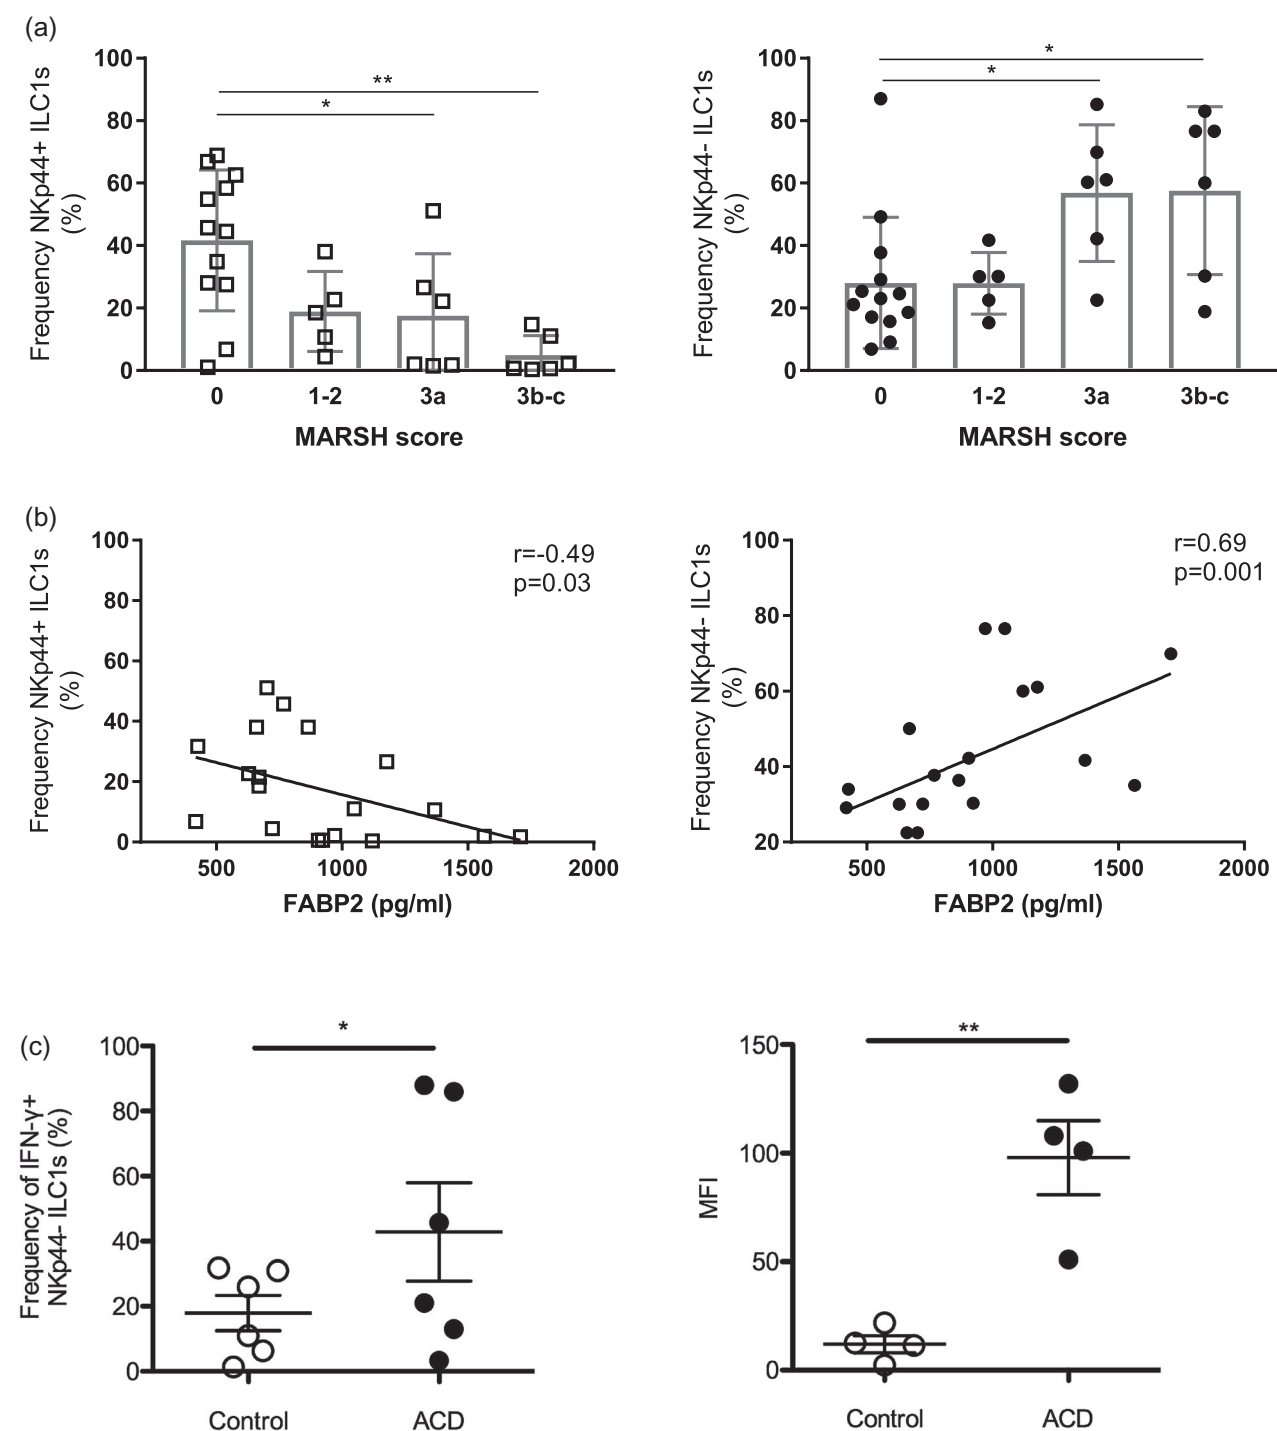 (a)
Frequency NKp44+ ILC1s
(%)
100
80
60
40
20
0
**
*
0 1-2 3a 3b-c
MARSH score
Frequency NKp44- ILC1s
(%)
100
80
60
40
20
0
*
*
0 1-2 3a 3b-c
MARSH score
(b)
Frequency NKp44+ ILC1s
(%)
100
80
60
40
20
0
r=-0.49
p=0.03
500 1000 1500 2000
FABP2 (pg/ml)
Frequency NKp44- ILC1s
(%)
100
80
60
40
20
r=0.69
p=0.001
500 1000 1500 2000
FABP2 (pg/ml)
(c)
Frequency of IFN-γ+
NKp44- ILC1s (%)
100
80
60
40
20
0
*
Control ACD
MFI
150
100
50
0
**
Control ACD